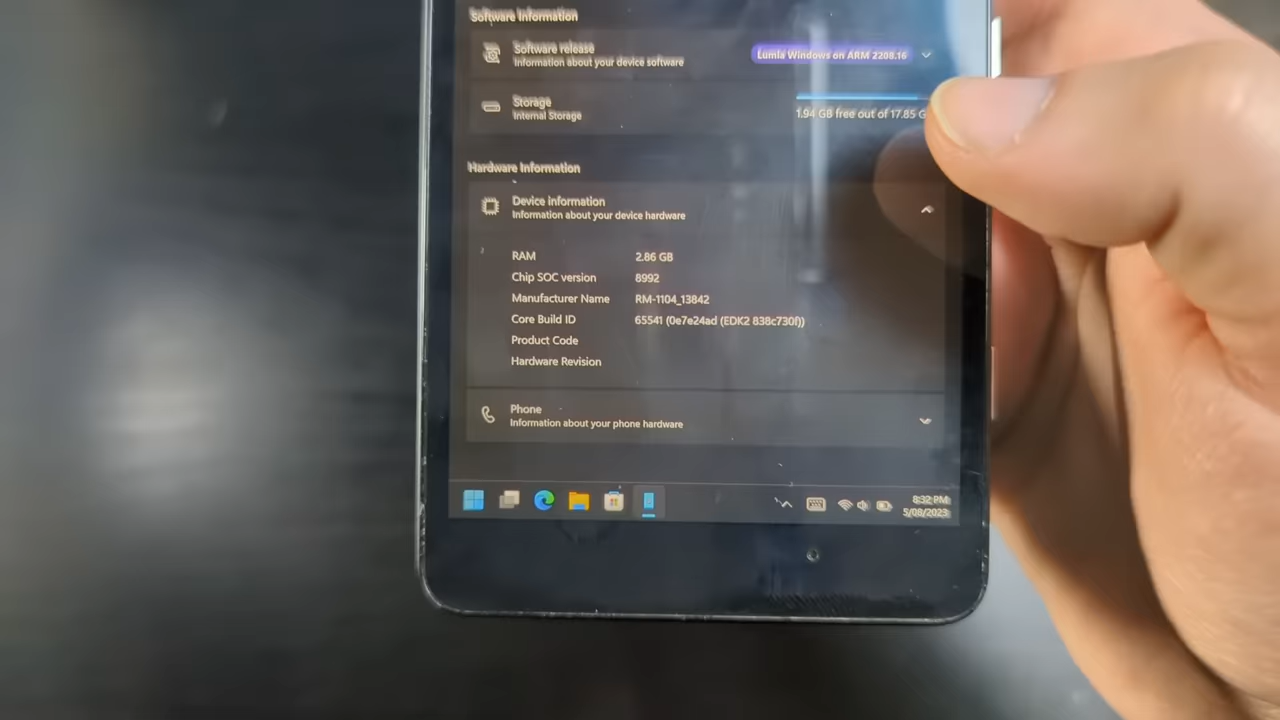 Software Information
Software release
Information about your device software
Lumia Windows on ARM 2208.16
Storage
Internal Storage
1.94 GB free out of 17.85 G
Hardware Information
Device information
Information about your device hardware
RAM 2.86 GB
Chip SOC version 8992
Manufacturer Name RM-1104_13842
Core Build ID 65541 (0e7e24ad (EDK2 838c730f))
Product Code
Hardware Revision
Phone
Information about your phone hardware
8:32 PM
5/08/2023